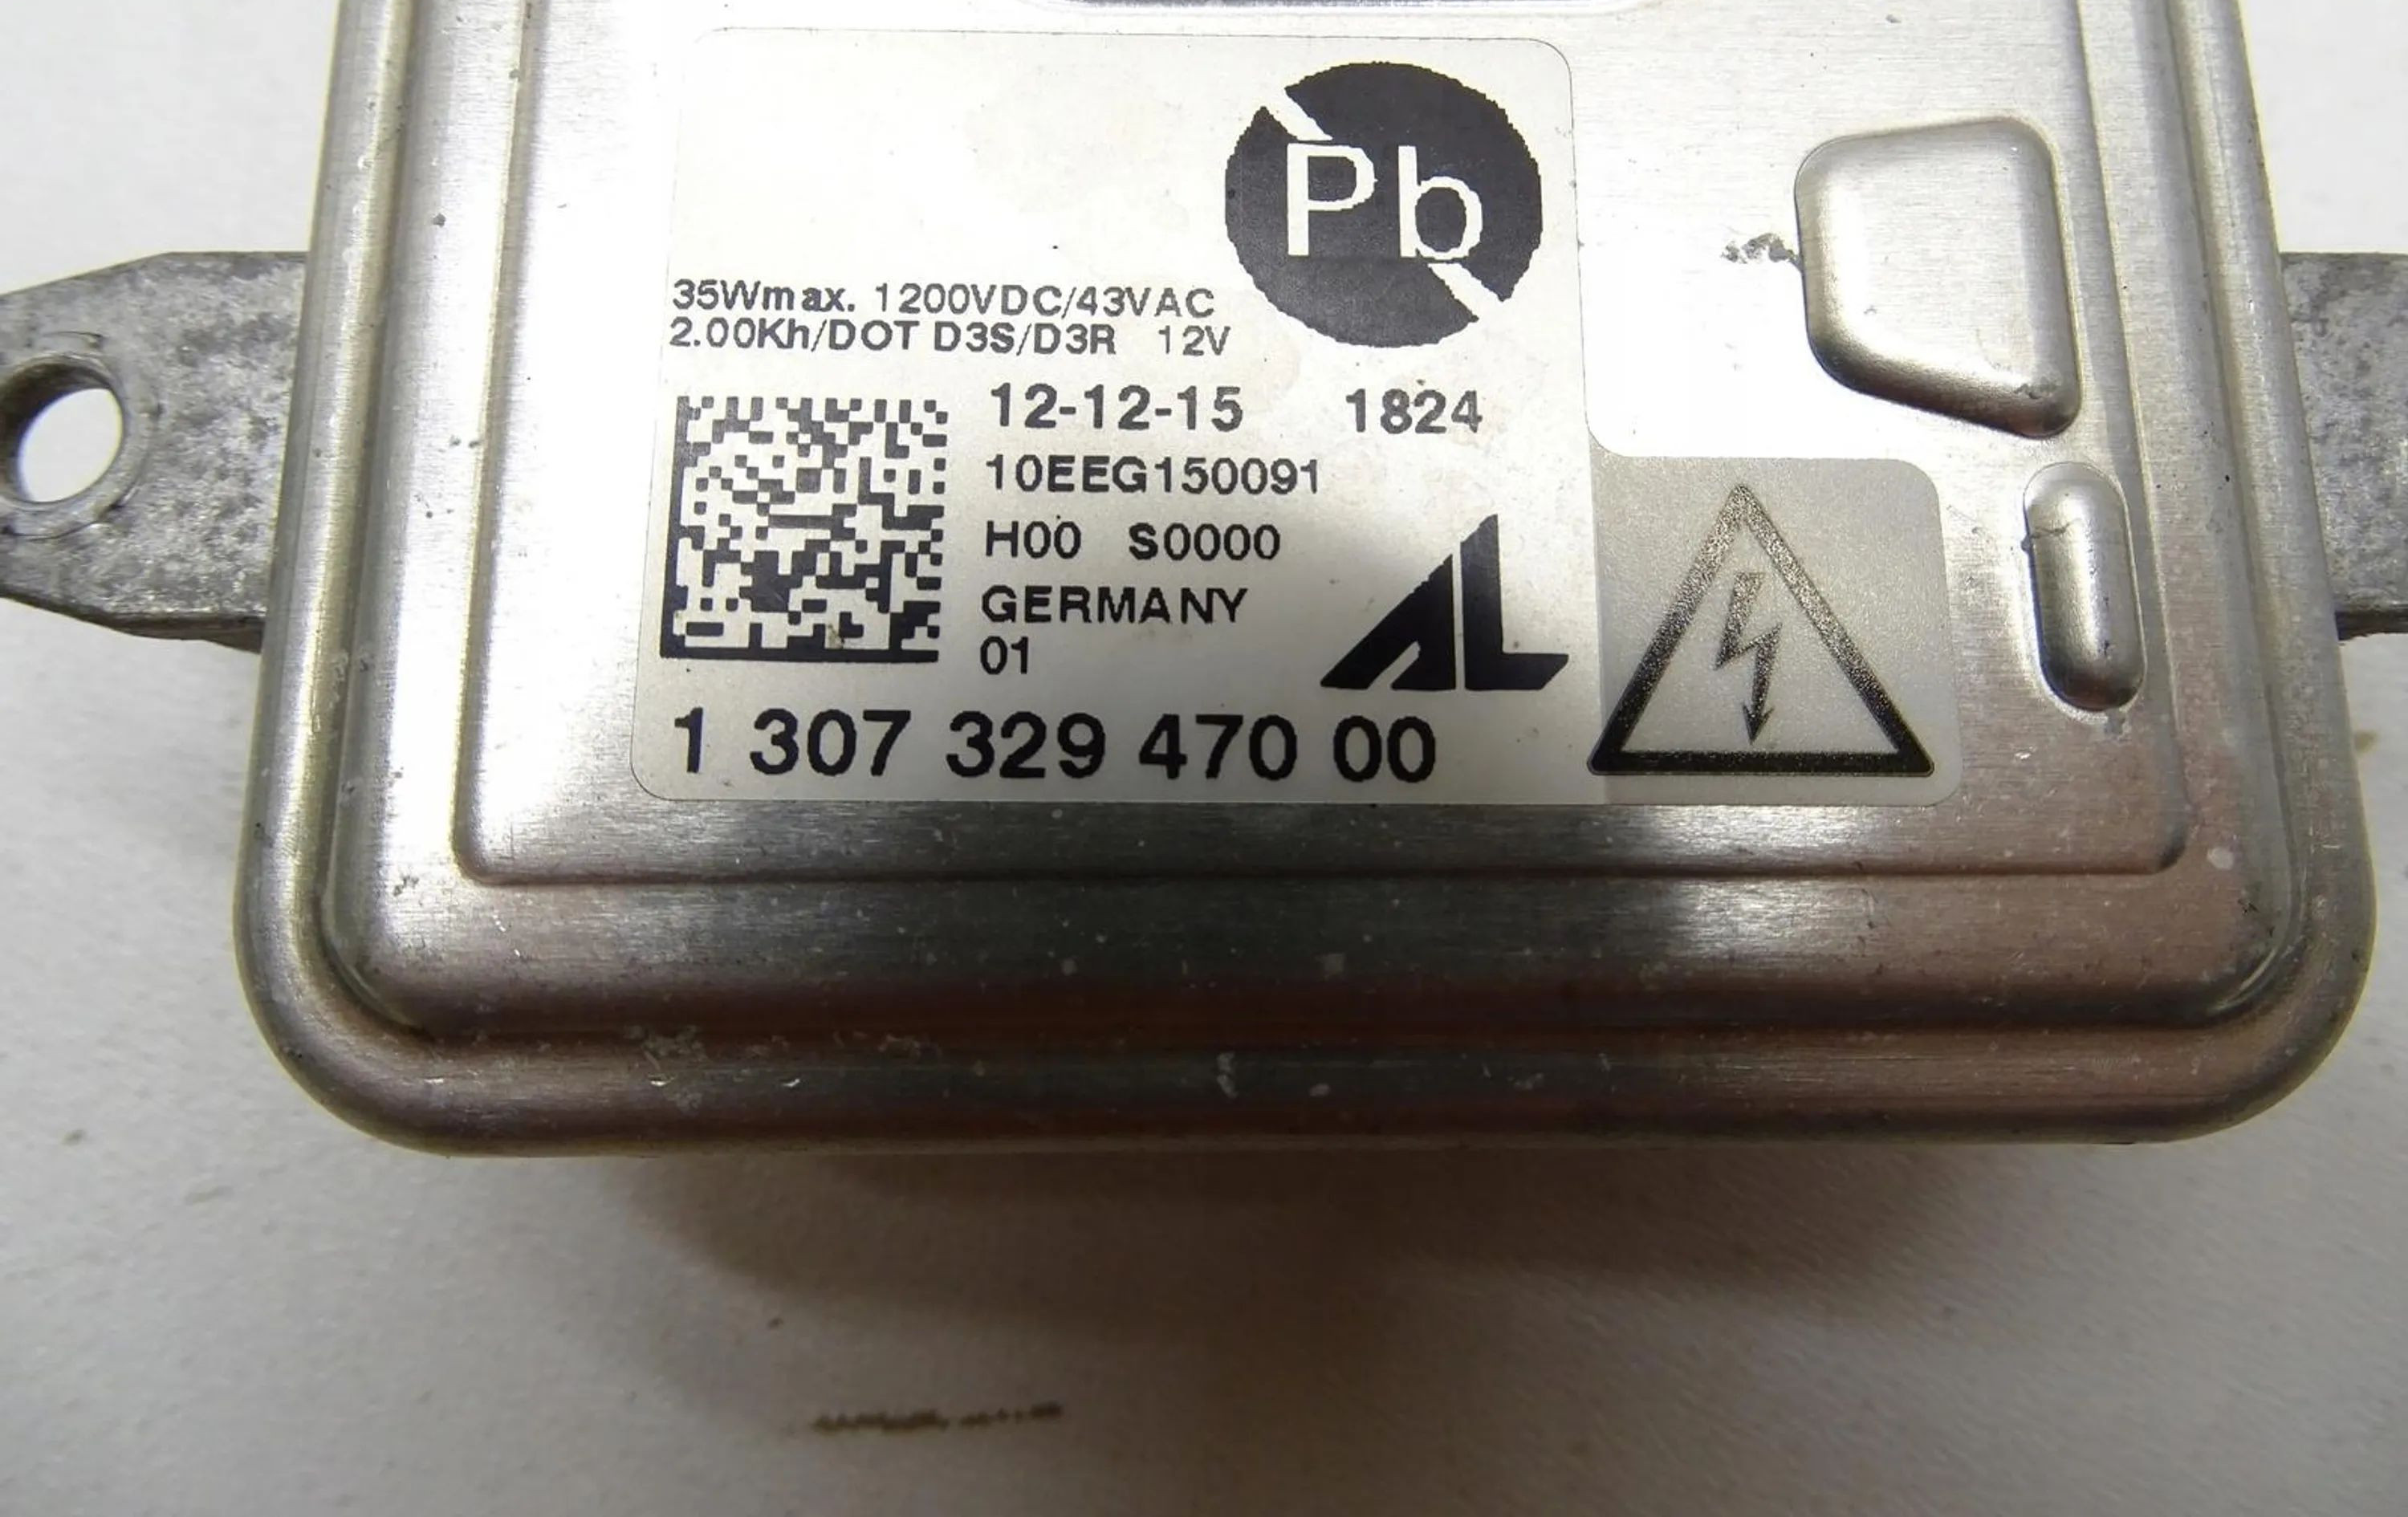 Pb
35Wmax. 1200VDC/43VAC
2.00Kh/DOT D3S/D3R 12V
12-12-15 1824
10EEG150091
H00 S0000
GERMANY
01
AL
1 307 329 470 00